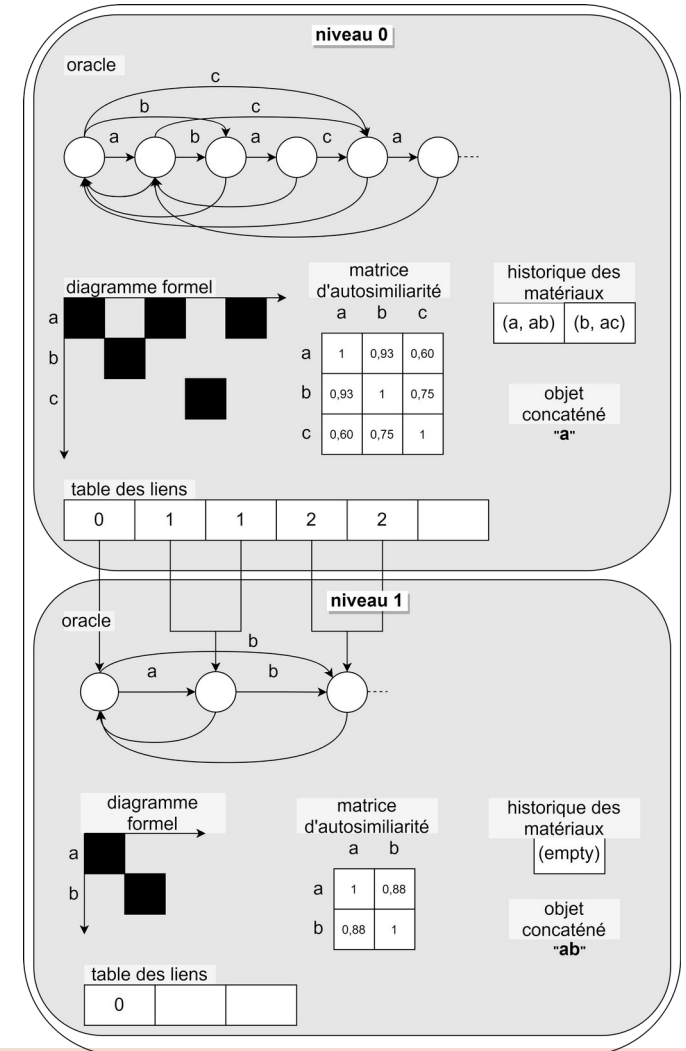 niveau 0
oracle
c
b c
a b a c a
diagramme formel
a
b
c
matrice
d'autosimiliarité
a b c
a 1 0,93 0,60
b 0,93 1 0,75
c 0,60 0,75 1
historique des
matériaux
(a, ab) (b, ac)
objet
concaténé
"a"
table des liens
0 1 1 2 2
niveau 1
oracle
b
a b
diagramme
formel
a
b
matrice
d'autosimiliarité
a b
a 1 0,88
b 0,88 1
historique des
matériaux
(empty)
objet
concaténé
"ab"
table des liens
0